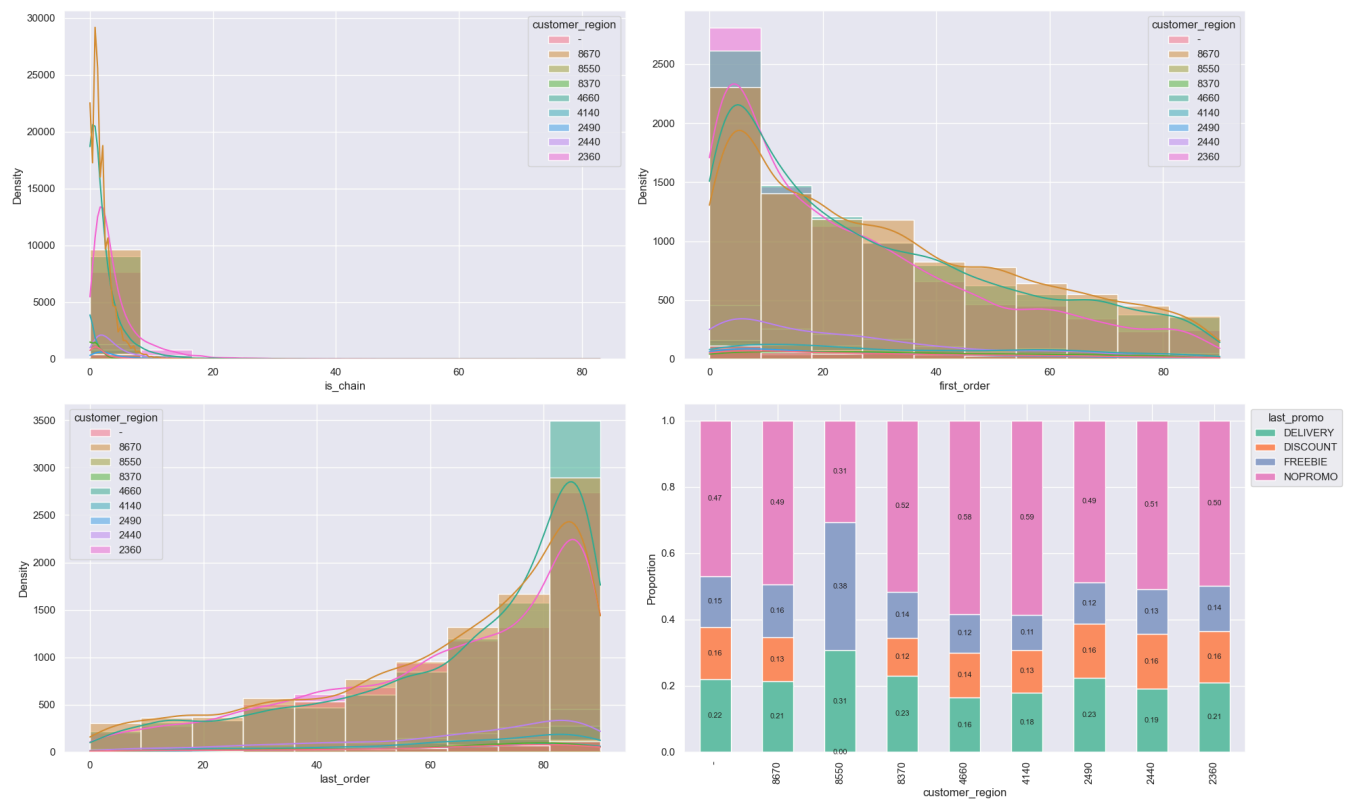 customer_region
-
8670
8550
8370
4660
4140
2490
2440
2360
30000
25000
20000
15000
10000
5000
0
Density
0 20 40 60 80
is_chain
customer_region
-
8670
8550
8370
4660
4140
2490
2440
2360
2500
2000
1500
1000
500
0
Density
0 20 40 60 80
first_order
customer_region
-
8670
8550
8370
4660
4140
2490
2440
2360
3500
3000
2500
2000
1500
1000
500
0
Density
0 20 40 60 80
last_order
last_promo
DELIVERY
DISCOUNT
FREEBIE
NOPROMO
1.0
0.8
0.6
0.4
0.2
0.0
Proportion
0.47 0.49 0.31 0.52 0.58 0.59 0.49 0.51 0.50
0.15 0.16 0.38 0.14 0.12 0.11 0.12 0.13 0.14
0.16 0.13 0.00 0.12 0.14 0.13 0.16 0.16 0.16
0.22 0.21 0.31 0.23 0.16 0.18 0.23 0.19 0.21
- 8670 8550 8370 4660 4140 2490 2440 2360
customer_region